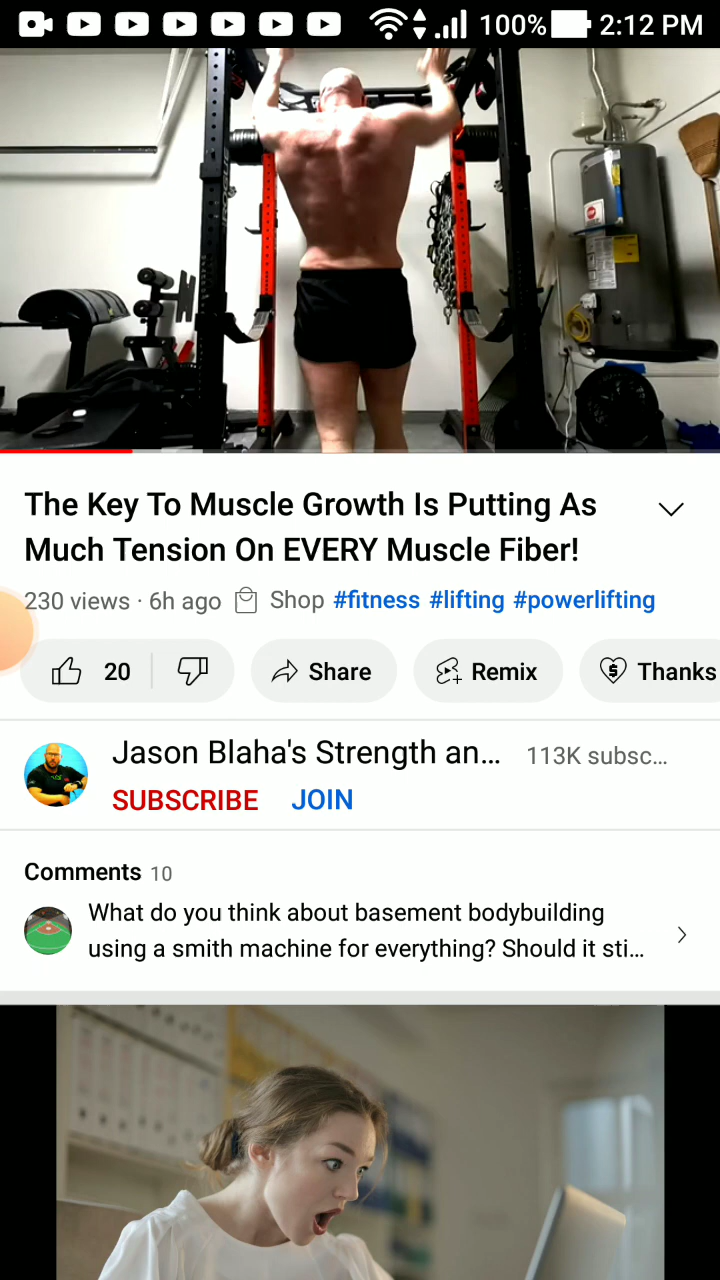 100% 2:12 PM
The Key To Muscle Growth Is Putting As
Much Tension On EVERY Muscle Fiber!
230 views · 6h ago Shop #fitness #lifting #powerlifting
20 Share Remix Thanks
Jason Blaha's Strength an... 113K subsc...
SUBSCRIBE JOIN
Comments 10
What do you think about basement bodybuilding
using a smith machine for everything? Should it sti...